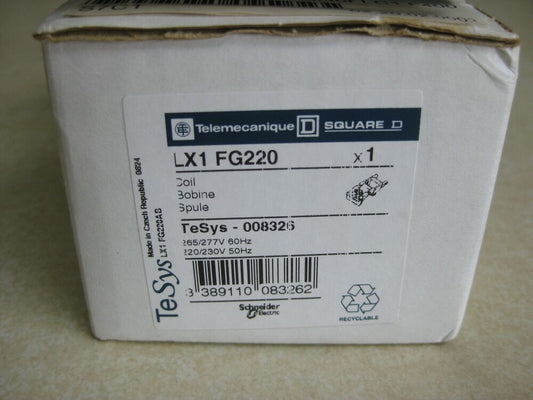 Telemecanique D SQUARE D
LX1 FG220 x 1
Coil
Bobine
Spule
TeSys - 008326
265/277V 60Hz
220/230V 50Hz
3 389110 083262
Schneider
Electric
RECYCLABLE
TeSys
Made in Czech Republic 0824
LX1 FG220AB